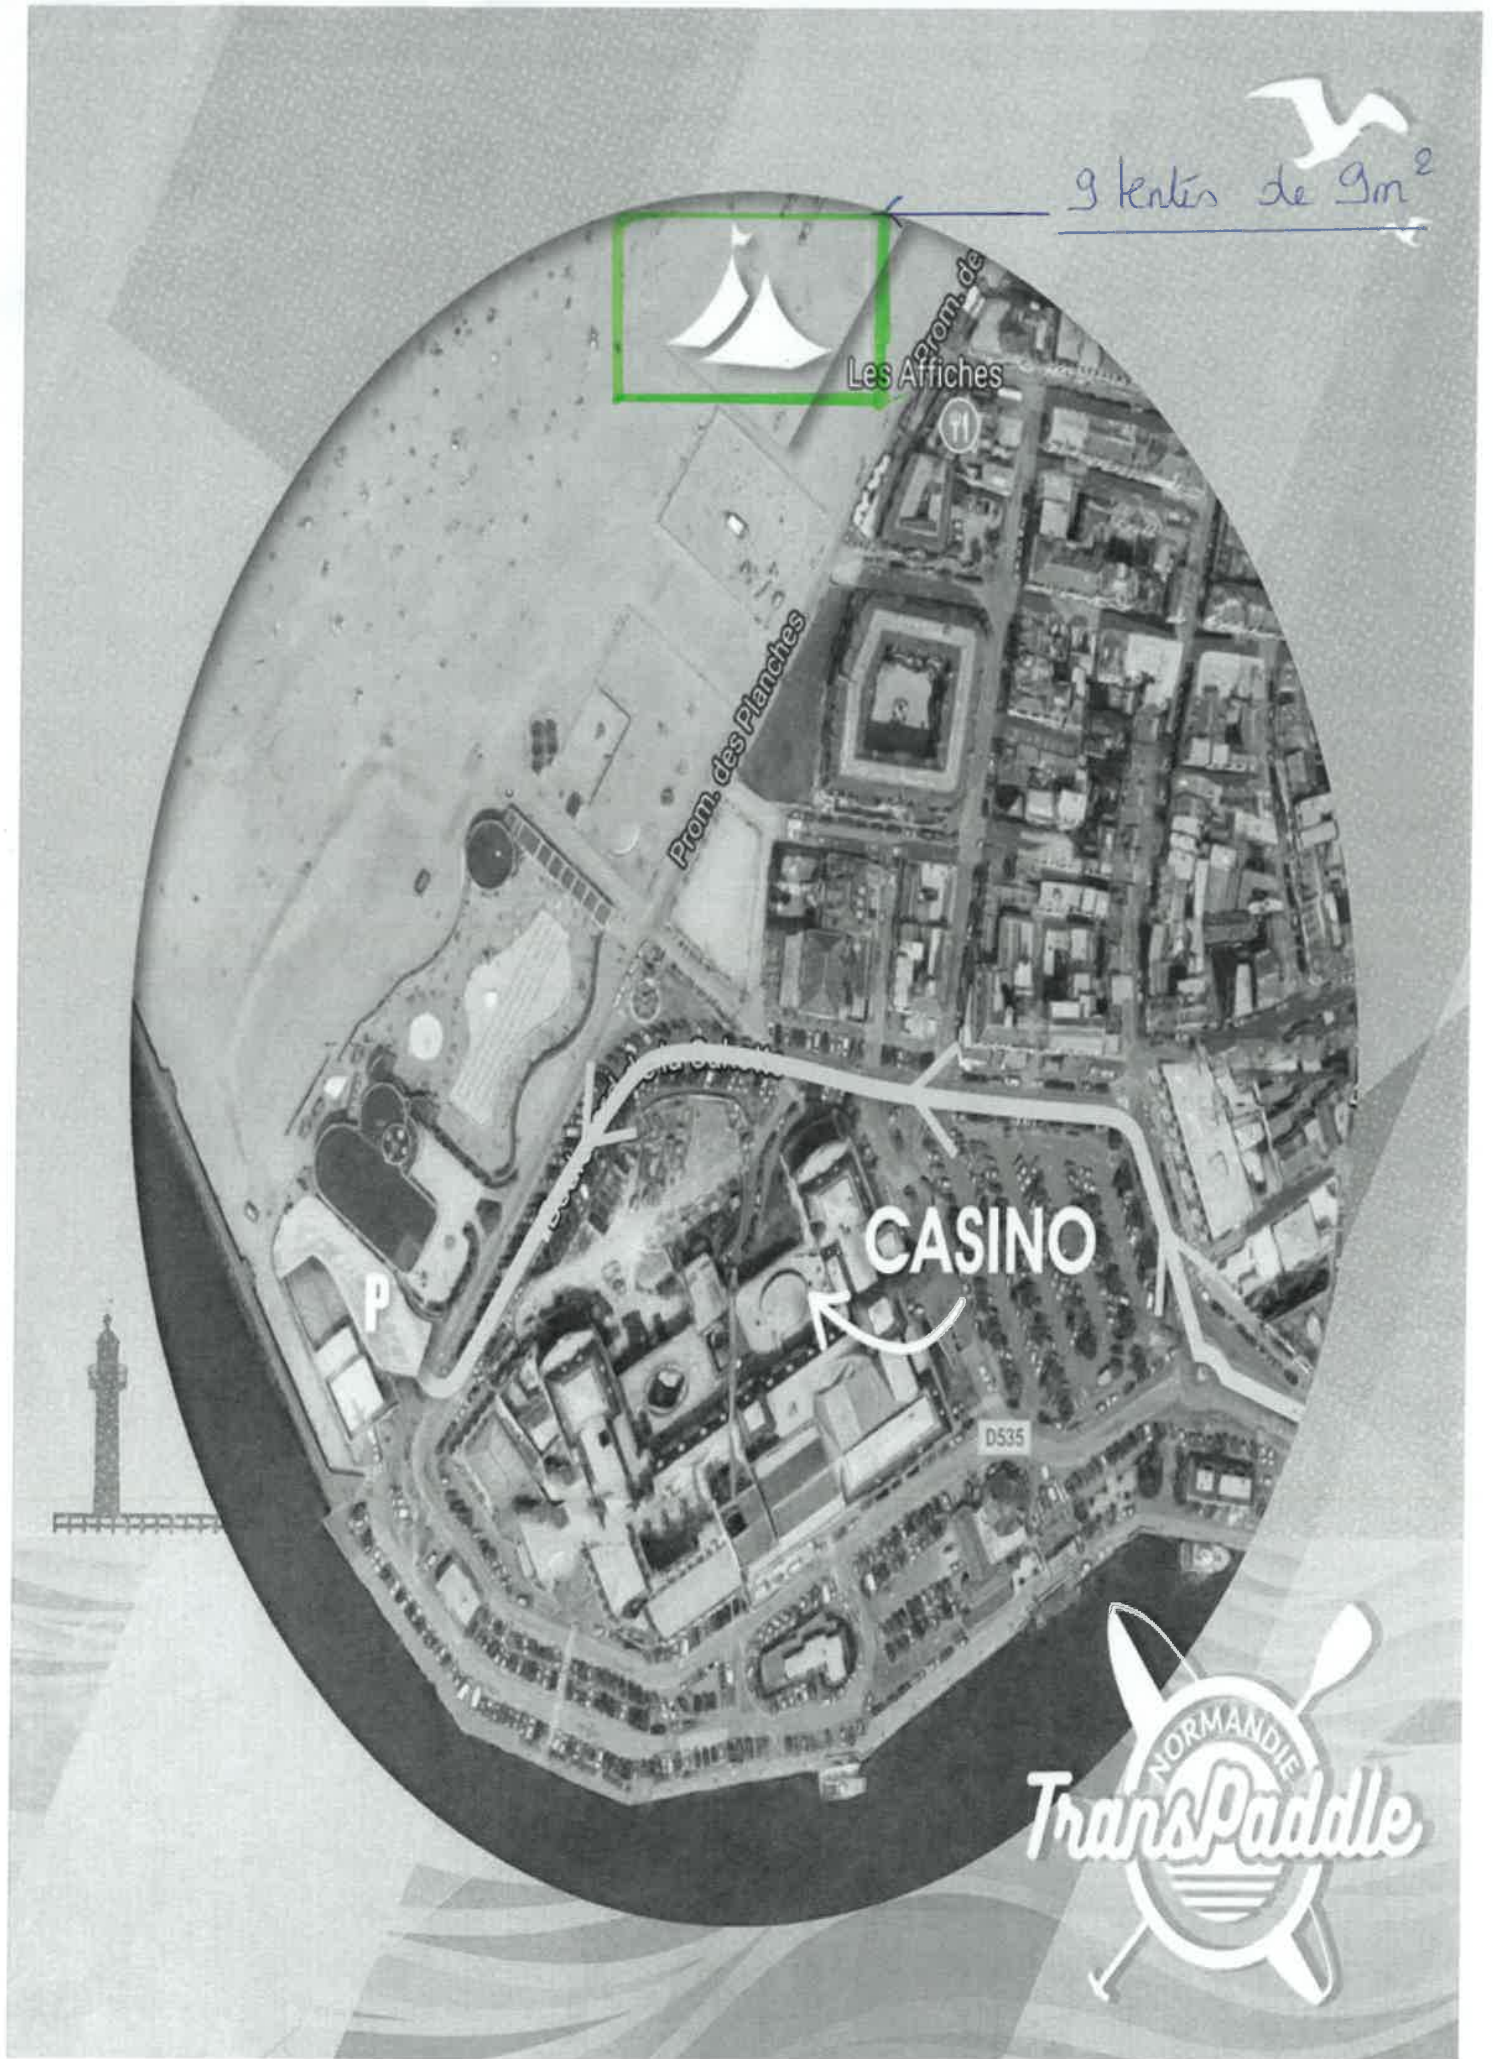 9 tentes de 9m²
Prom. de
Les Affiches
Prom. des Planches
CASINO
P
D535
NORMANDIE
TransPaddle